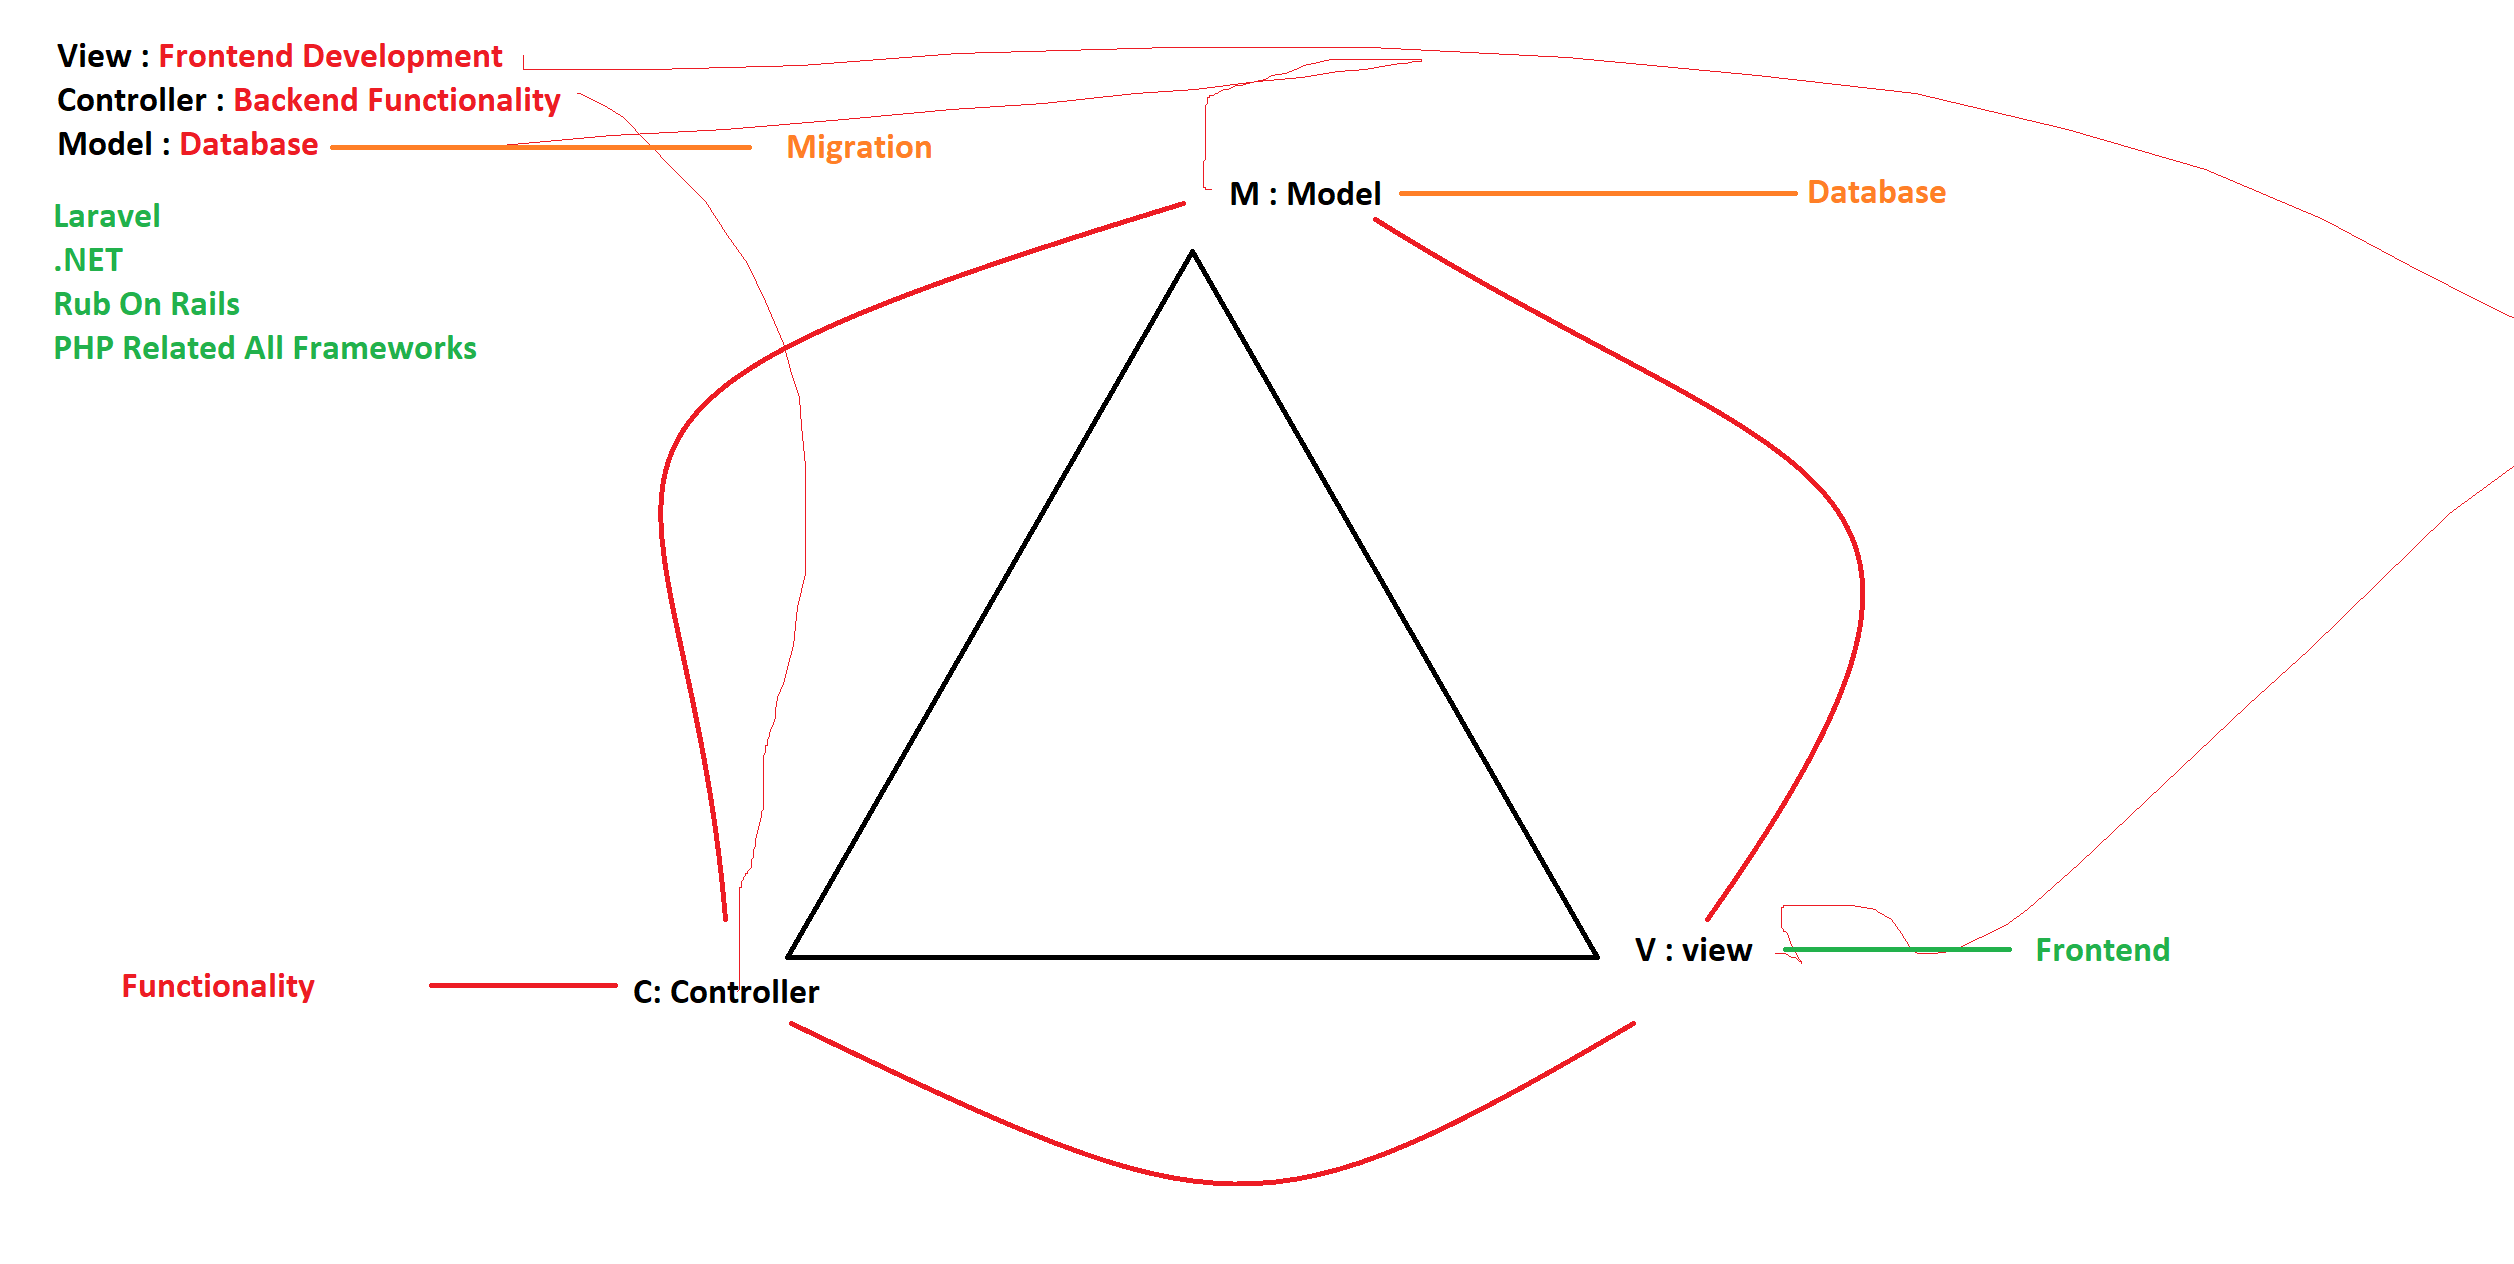 View : Frontend Development
Controller : Backend Functionality
Model : Database
Migration
Laravel
.NET
Rub On Rails
PHP Related All Frameworks
M : Model
Database
V : view
Frontend
Functionality
C: Controller